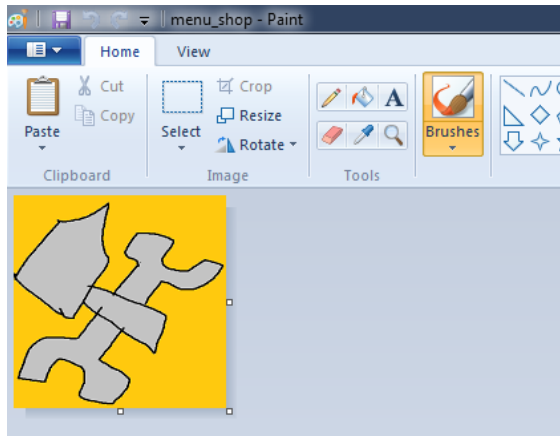 menu_shop - Paint
Home View
Paste
Cut
Copy
Clipboard
Select
Crop
Resize
Rotate
Image
A
Tools
Brushes